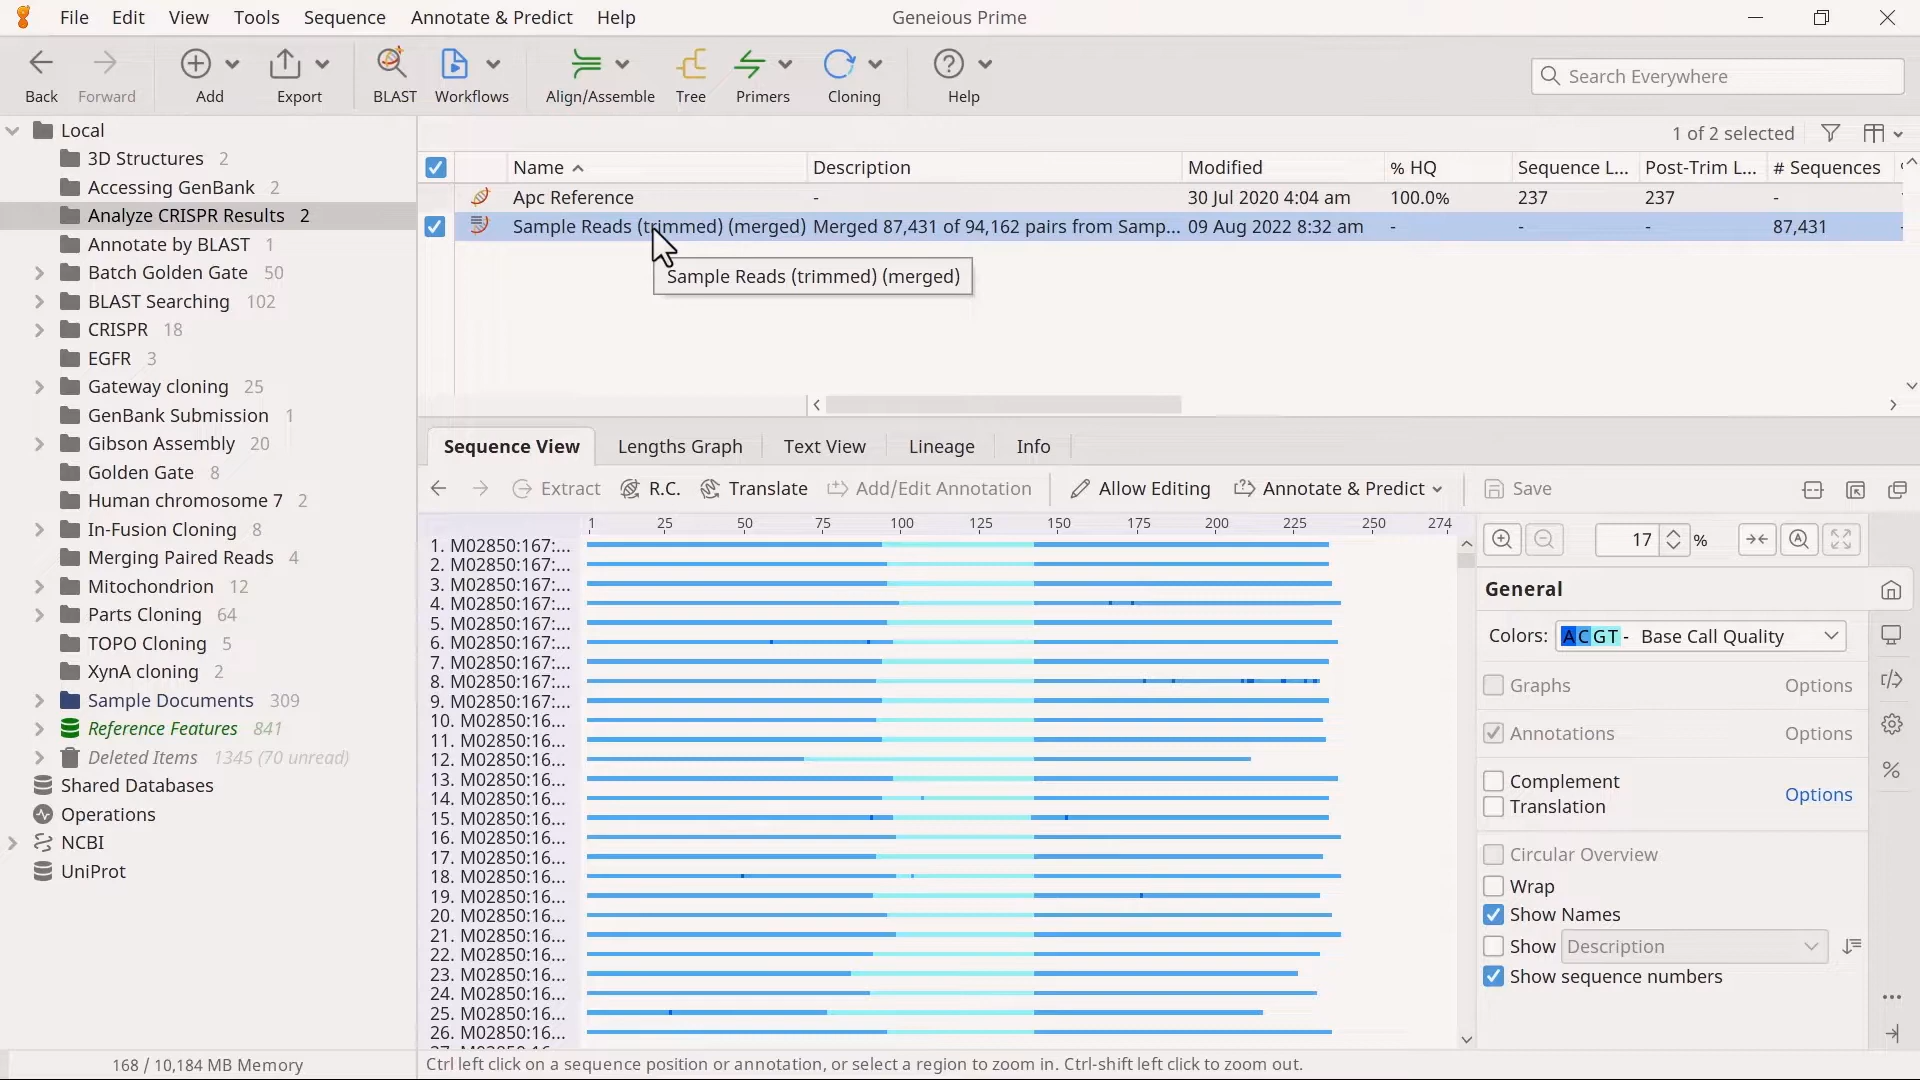 File Edit View Tools Sequence Annotate & Predict Help Geneious Prime
Back Forward Add Export BLAST Workflows Align/Assemble Tree Primers Cloning Help Search Everywhere
Local
3D Structures 2
Accessing GenBank 2
Analyze CRISPR Results 2
Annotate by BLAST 1
Batch Golden Gate 50
BLAST Searching 102
CRISPR 18
EGFR 3
Gateway cloning 25
GenBank Submission 1
Gibson Assembly 20
Golden Gate 8
Human chromosome 7 2
In-Fusion Cloning 8
Merging Paired Reads 4
Mitochondrion 12
Parts Cloning 64
TOPO Cloning 5
XynA cloning 2
Sample Documents 309
Reference Features 841
Deleted Items 1345 (70 unread)
Shared Databases
Operations
NCBI
UniProt
168 / 10,184 MB Memory
1 of 2 selected
Name Description Modified % HQ Sequence L... Post-Trim L... # Sequences
Apc Reference - 30 Jul 2020 4:04 am 100.0% 237 237 -
Sample Reads (trimmed) (merged) Merged 87,431 of 94,162 pairs from Samp... 09 Aug 2022 8:32 am - - - 87,431
Sample Reads (trimmed) (merged)
Sequence View Lengths Graph Text View Lineage Info
Extract R.C. Translate Add/Edit Annotation Allow Editing Annotate & Predict Save
1 25 50 75 100 125 150 175 200 225 250 274
1. M02850:167:...
2. M02850:167:...
3. M02850:167:...
4. M02850:167:...
5. M02850:167:...
6. M02850:167:...
7. M02850:167:...
8. M02850:167:...
9. M02850:167:...
10. M02850:16...
11. M02850:16...
12. M02850:16...
13. M02850:16...
14. M02850:16...
15. M02850:16...
16. M02850:16...
17. M02850:16...
18. M02850:16...
19. M02850:16...
20. M02850:16...
21. M02850:16...
22. M02850:16...
23. M02850:16...
24. M02850:16...
25. M02850:16...
26. M02850:16...
17 %
General
Colors: ACGT - Base Call Quality
Graphs Options
Annotations Options
Complement
Translation Options
Circular Overview
Wrap
Show Names
Show Description
Show sequence numbers
Ctrl left click on a sequence position or annotation, or select a region to zoom in. Ctrl-shift left click to zoom out.